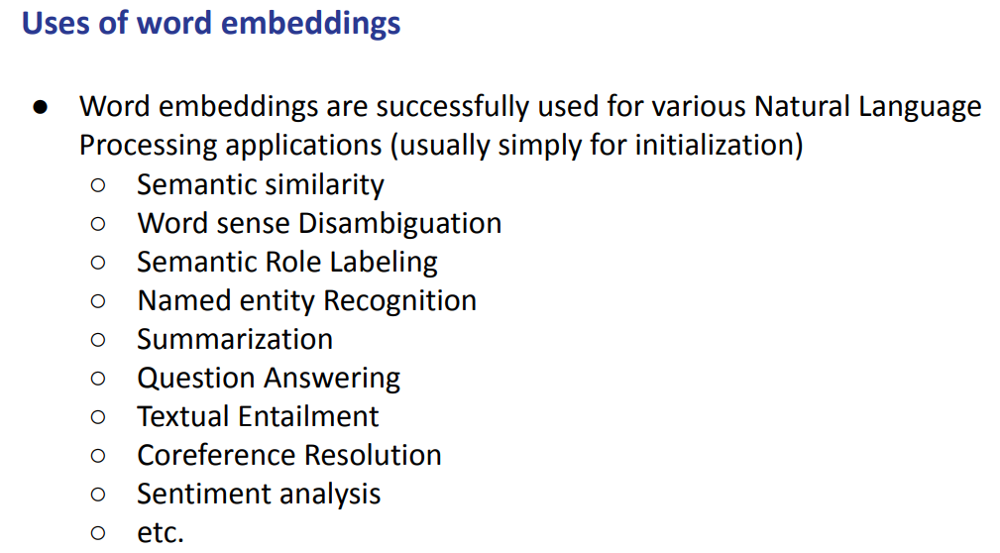 Uses of word embeddings
● Word embeddings are successfully used for various Natural Language
Processing applications (usually simply for initialization)
○ Semantic similarity
○ Word sense Disambiguation
○ Semantic Role Labeling
○ Named entity Recognition
○ Summarization
○ Question Answering
○ Textual Entailment
○ Coreference Resolution
○ Sentiment analysis
○ etc.